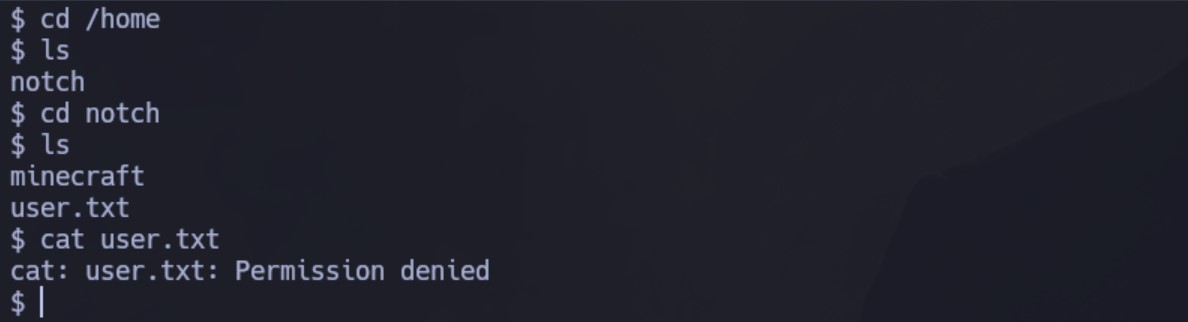 $ cd /home
$ ls
notch
$ cd notch
$ ls
minecraft
user.txt
$ cat user.txt
cat: user.txt: Permission denied
$